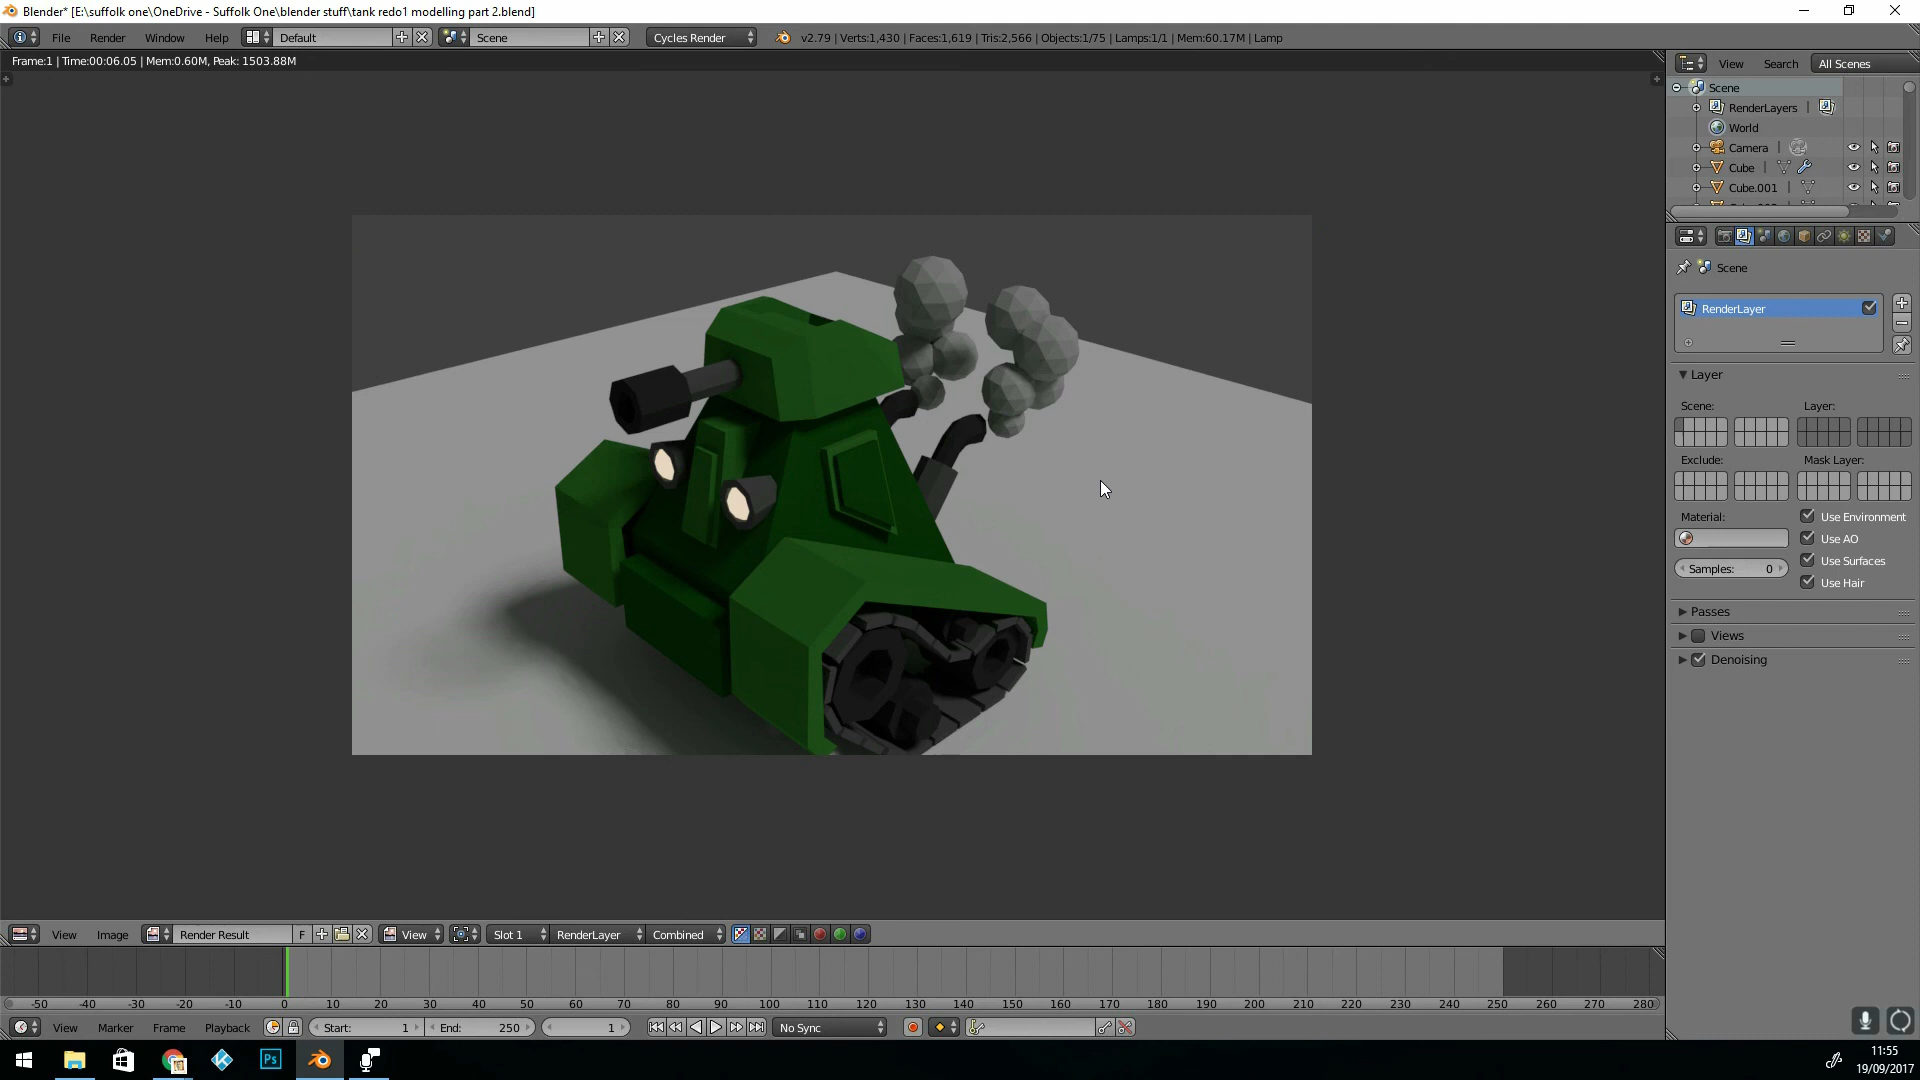 Blender* [E:\suffolk one\OneDrive - Suffolk One\blender stuff\tank redo1 modelling part 2.blend]
File Render Window Help Default Scene Cycles Render v2.79 | Verts:1,430 | Faces:1,619 | Tris:2,566 | Objects:1/75 | Lamps:1/1 | Mem:60.17M | Lamp
Frame:1 | Time:00:06.05 | Mem:0.60M, Peak: 1503.88M
View Search All Scenes
Scene
RenderLayers |
World
Camera |
Cube |
Cube.001 |
Scene
RenderLayer
Layer
Scene: Layer:
Exclude: Mask Layer:
Material: Use Environment
Use AO
Samples: 0 Use Surfaces
Use Hair
Passes
Views
Denoising
View Image Render Result F View Slot 1 RenderLayer Combined
-50 -40 -30 -20 -10 0 10 20 30 40 50 60 70 80 90 100 110 120 130 140 150 160 170 180 190 200 210 220 230 240 250 260 270 280
View Marker Frame Playback Start: 1 End: 250 1 No Sync
Ps
11:55
19/09/2017